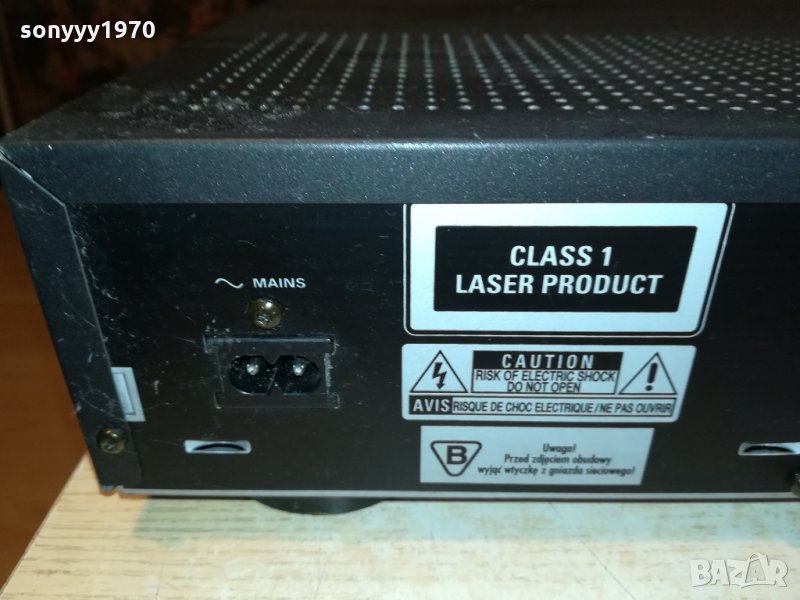 sonyyy1970
CLASS 1
LASER PRODUCT
~ MAINS
CAUTION
RISK OF ELECTRIC SHOCK
DO NOT OPEN
AVIS RISQUE DE CHOC ELECTRIQUE/NE PAS OUVRIR
B
Uwaga!
Przed zdjęciem obudowy
wyjąć wtyczkę z gniazda sieciowego!
BAZAR